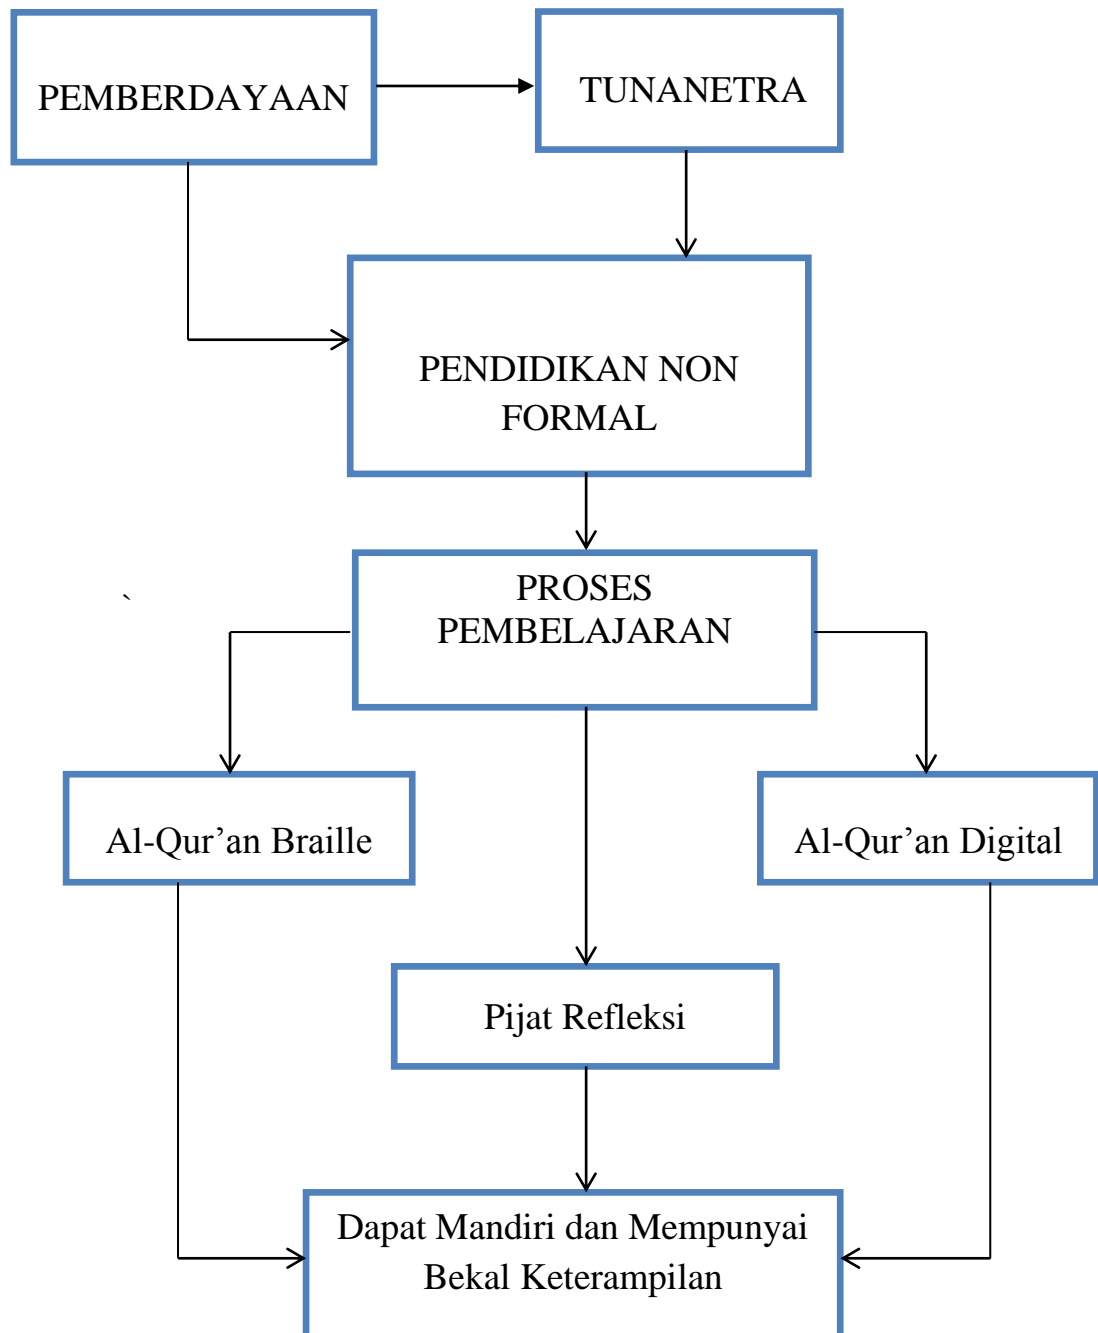 PEMBERDAYAAN
TUNANETRA
PENDIDIKAN NON
FORMAL
PROSES
PEMBELAJARAN
`
Al-Qur’an Braille
Al-Qur’an Digital
Pijat Refleksi
Dapat Mandiri dan Mempunyai
Bekal Keterampilan